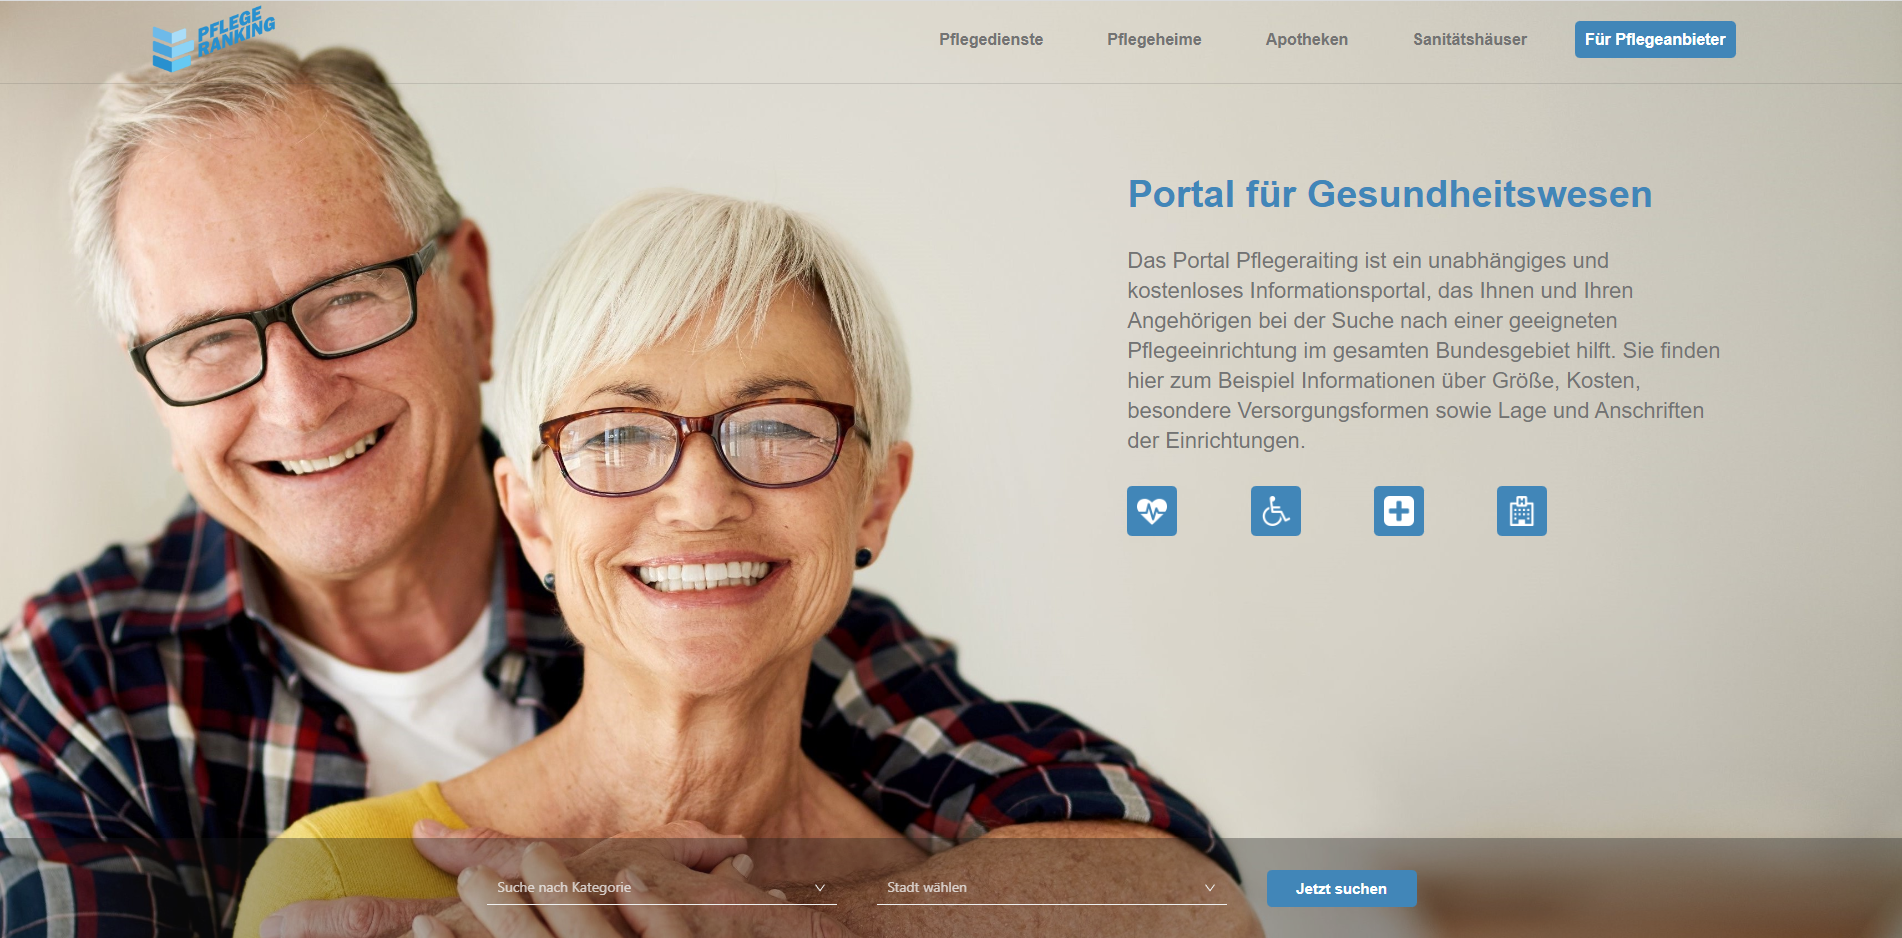 PFLEGE
RANKING
Pflegedienste
Pflegeheime
Apotheken
Sanitätshäuser
Für Pflegeanbieter
Portal für Gesundheitswesen
Das Portal Pflegeraiting ist ein unabhängiges und
kostenloses Informationsportal, das Ihnen und Ihren
Angehörigen bei der Suche nach einer geeigneten
Pflegeeinrichtung im gesamten Bundesgebiet hilft. Sie finden
hier zum Beispiel Informationen über Größe, Kosten,
besondere Versorgungsformen sowie Lage und Anschriften
der Einrichtungen.
H
Suche nach Kategorie
Stadt wählen
Jetzt suchen